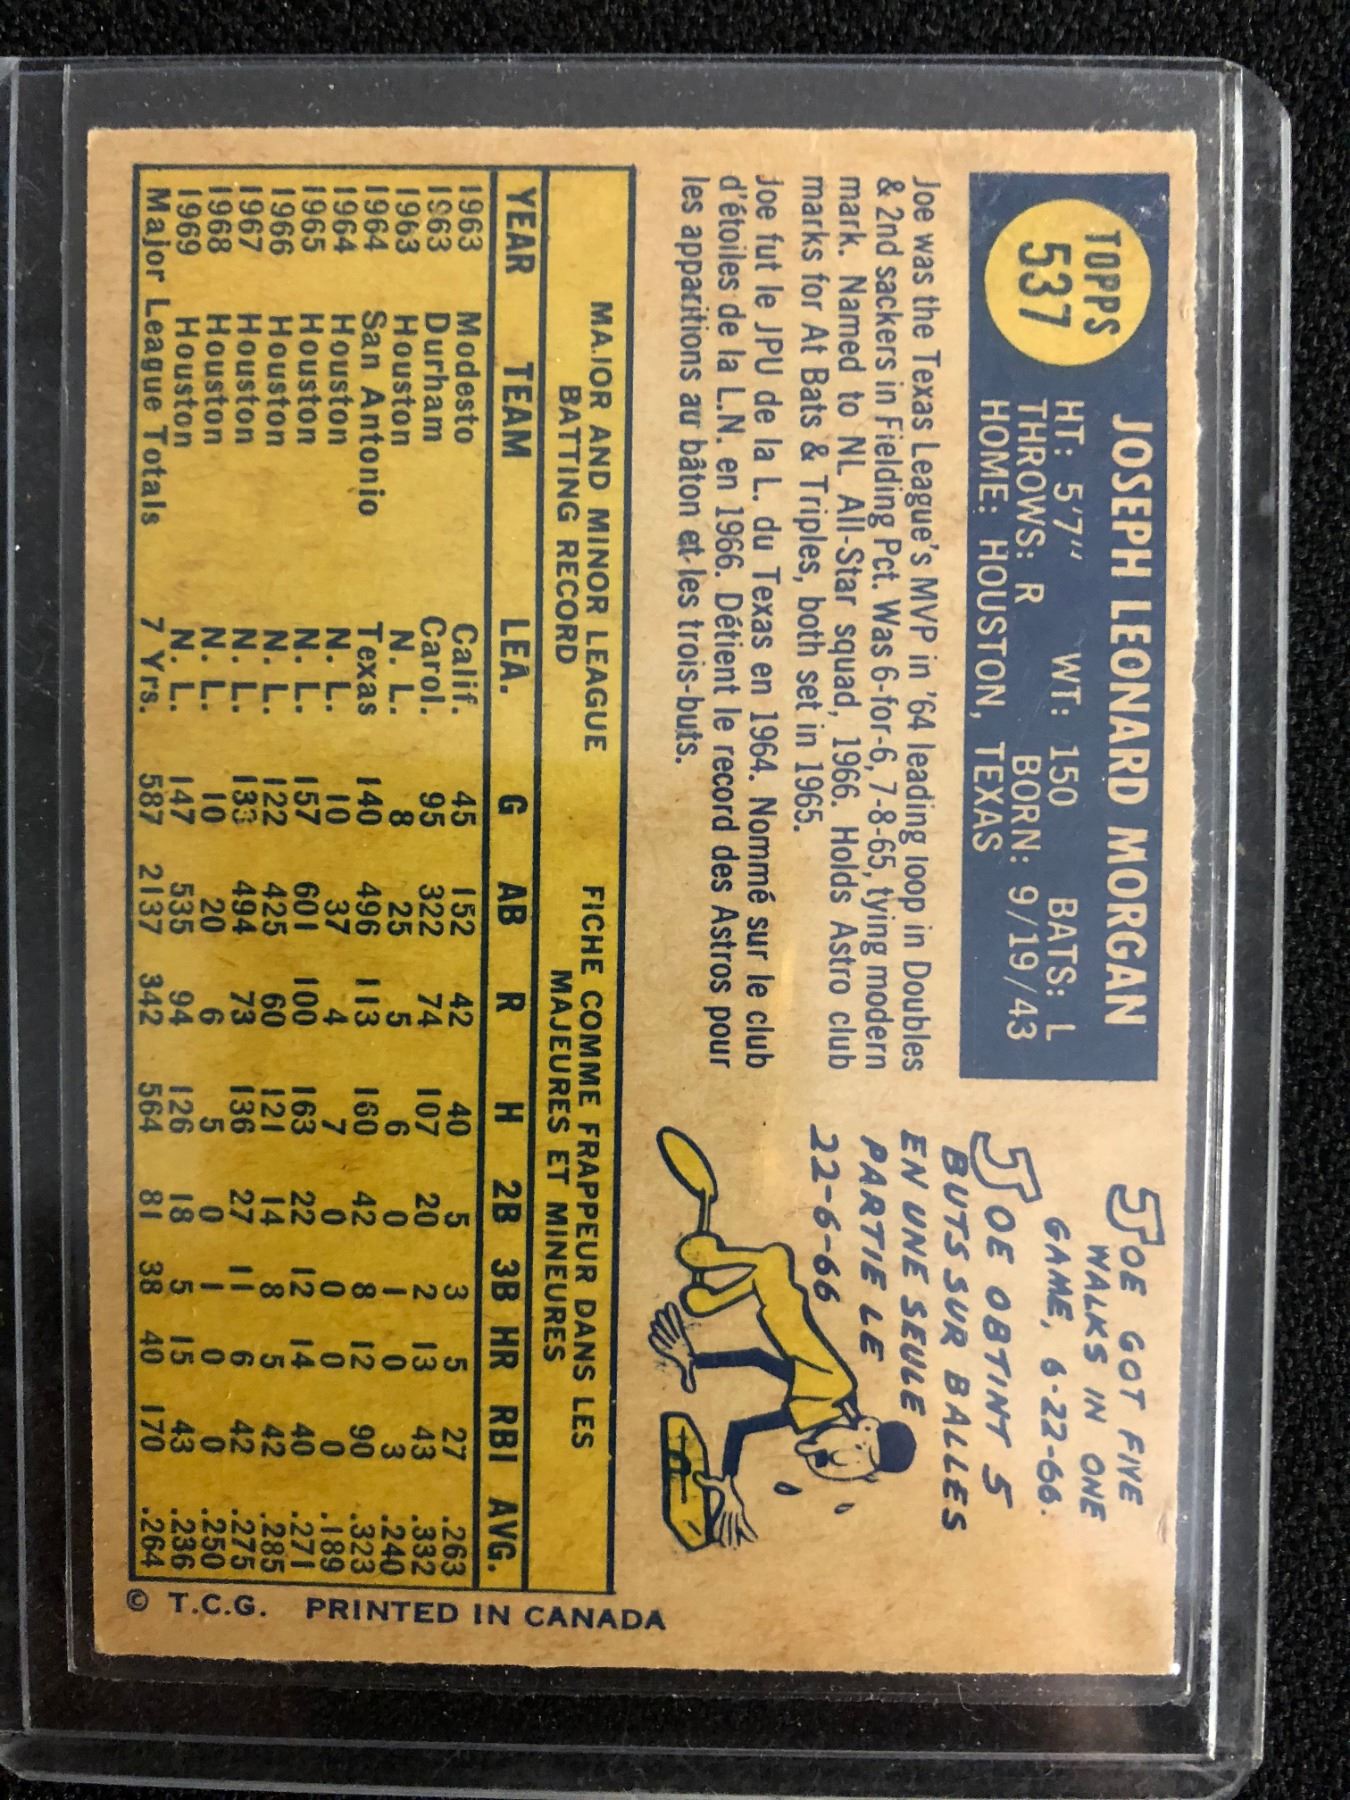 TOPPS
537
JOSEPH LEONARD MORGAN
HT: 5'7" WT: 150 BATS: L
THROWS: R BORN: 9/19/43
HOME: HOUSTON, TEXAS
Joe was the Texas League's MVP in '64 leading loop in Doubles
& 2nd sackers in Fielding Pct. Was 6-for-6, 7-8-65, tying modern
mark. Named to NL All-Star squad, 1966. Holds Astro club
marks for At Bats & Triples, both set in 1965.
Joe fut le JPU de la L. du Texas en 1964. Nommé sur le club
d'étoiles de la L.N. en 1966. Détient le record des Astros pour
les apparitions au bâton et les trois-buts.
JOE GOT FIVE
WALKS IN ONE
GAME, 6-22-66.
JOE OBTINT 5
BUTS SUR BALLES
EN UNE SEULE
PARTIE LE
22-6-66
MAJOR AND MINOR LEAGUE
BATTING RECORD
FICHE COMME FRAPPEUR DANS LES
MAJEURES ET MINEURES
YEAR TEAM LEA. G AB R H 2B 3B HR RBI AVG.
1963 Modesto Calif. 45 152 42 40 5 3 5 27 .263
1963 Durham Carol. 95 322 74 107 20 2 13 43 .332
1963 Houston N. L. 8 25 5 6 0 1 0 3 .240
1964 San Antonio Texas 140 496 113 160 42 8 12 90 .323
1964 Houston N. L. 10 37 4 7 0 0 0 0 .189
1965 Houston N. L. 157 601 100 163 22 12 14 40 .271
1966 Houston N. L. 122 425 60 121 14 8 5 42 .285
1967 Houston N. L. 133 494 73 136 27 11 6 42 .275
1968 Houston N. L. 10 20 6 5 0 1 0 0 .250
1969 Houston N. L. 147 535 94 126 18 5 15 43 .236
Major League Totals 7 Yrs. 587 2137 342 564 81 38 40 170 .264
© T.C.G. PRINTED IN CANADA